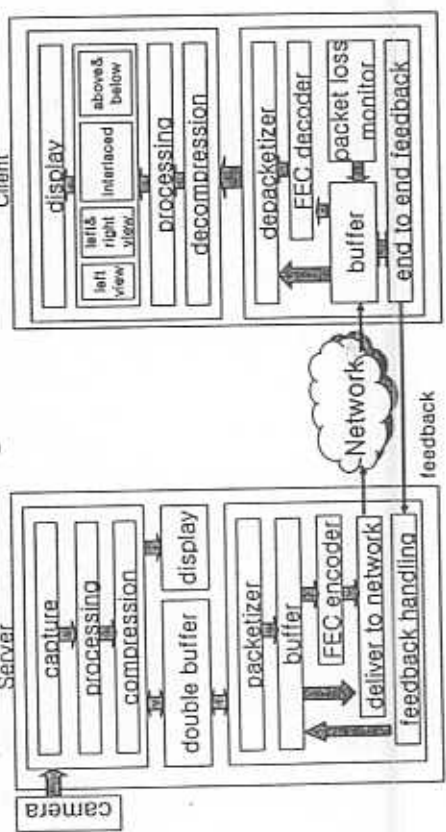 Server
camera
capture
processing
compression
double buffer
display
packetizer
buffer
FEC encoder
deliver to network
feedback handling
Network
feedback
Client
display
left view
left& right view
interlaced
above& below
processing
decompression
depacketizer
FEC decoder
buffer
packet loss monitor
end to end feedback